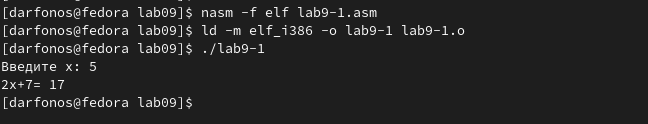 [darfonos@fedora lab09]$ nasm -f elf lab9-1.asm
[darfonos@fedora lab09]$ ld -m elf_i386 -o lab9-1 lab9-1.o
[darfonos@fedora lab09]$ ./lab9-1
Введите x: 5
2x+7= 17
[darfonos@fedora lab09]$